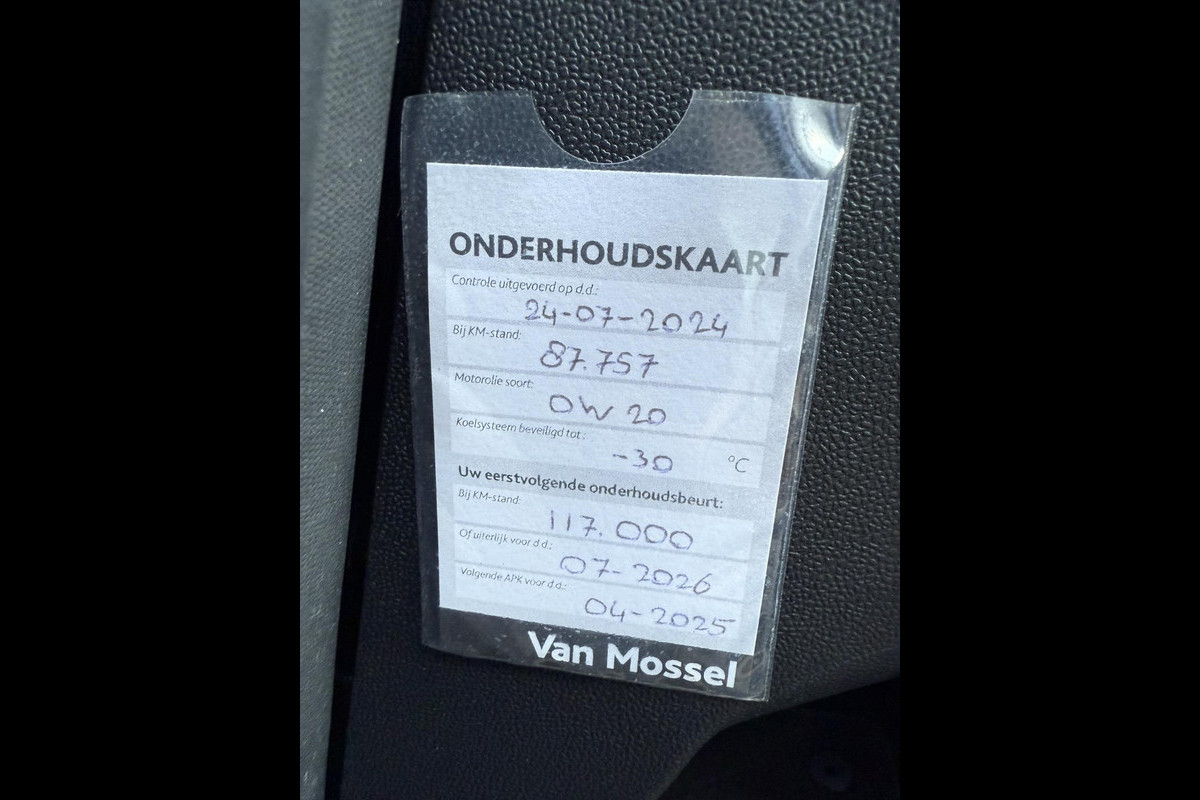 ONDERHOUDSKAART
Controle uitgevoerd op d.d.:
24-07-2024
Bij KM-stand:
87.757
Motorolie soort:
0W 20
Koelsysteem beveiligd tot:
-30 °C
Uw eerstvolgende onderhoudsbeurt:
Bij KM-stand:
117.000
Of uiterlijk voor d.d.:
07-2026
Volgende APK voor d.d.:
04-2025
Van Mossel